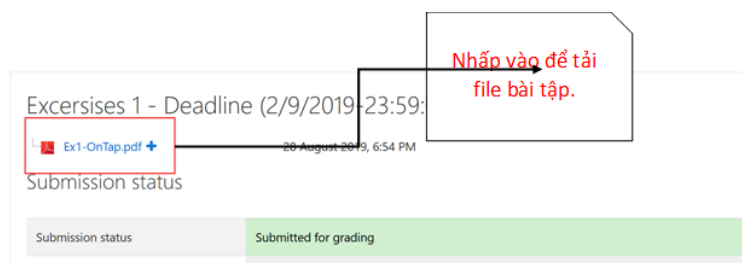 Nhấp vào để tải
file bài tập.
Excersises 1 - Deadline (2/9/2019-23:59:
Ex1-OnTap.pdf +
28 August 2019, 6:54 PM
Submission status
Submission status Submitted for grading